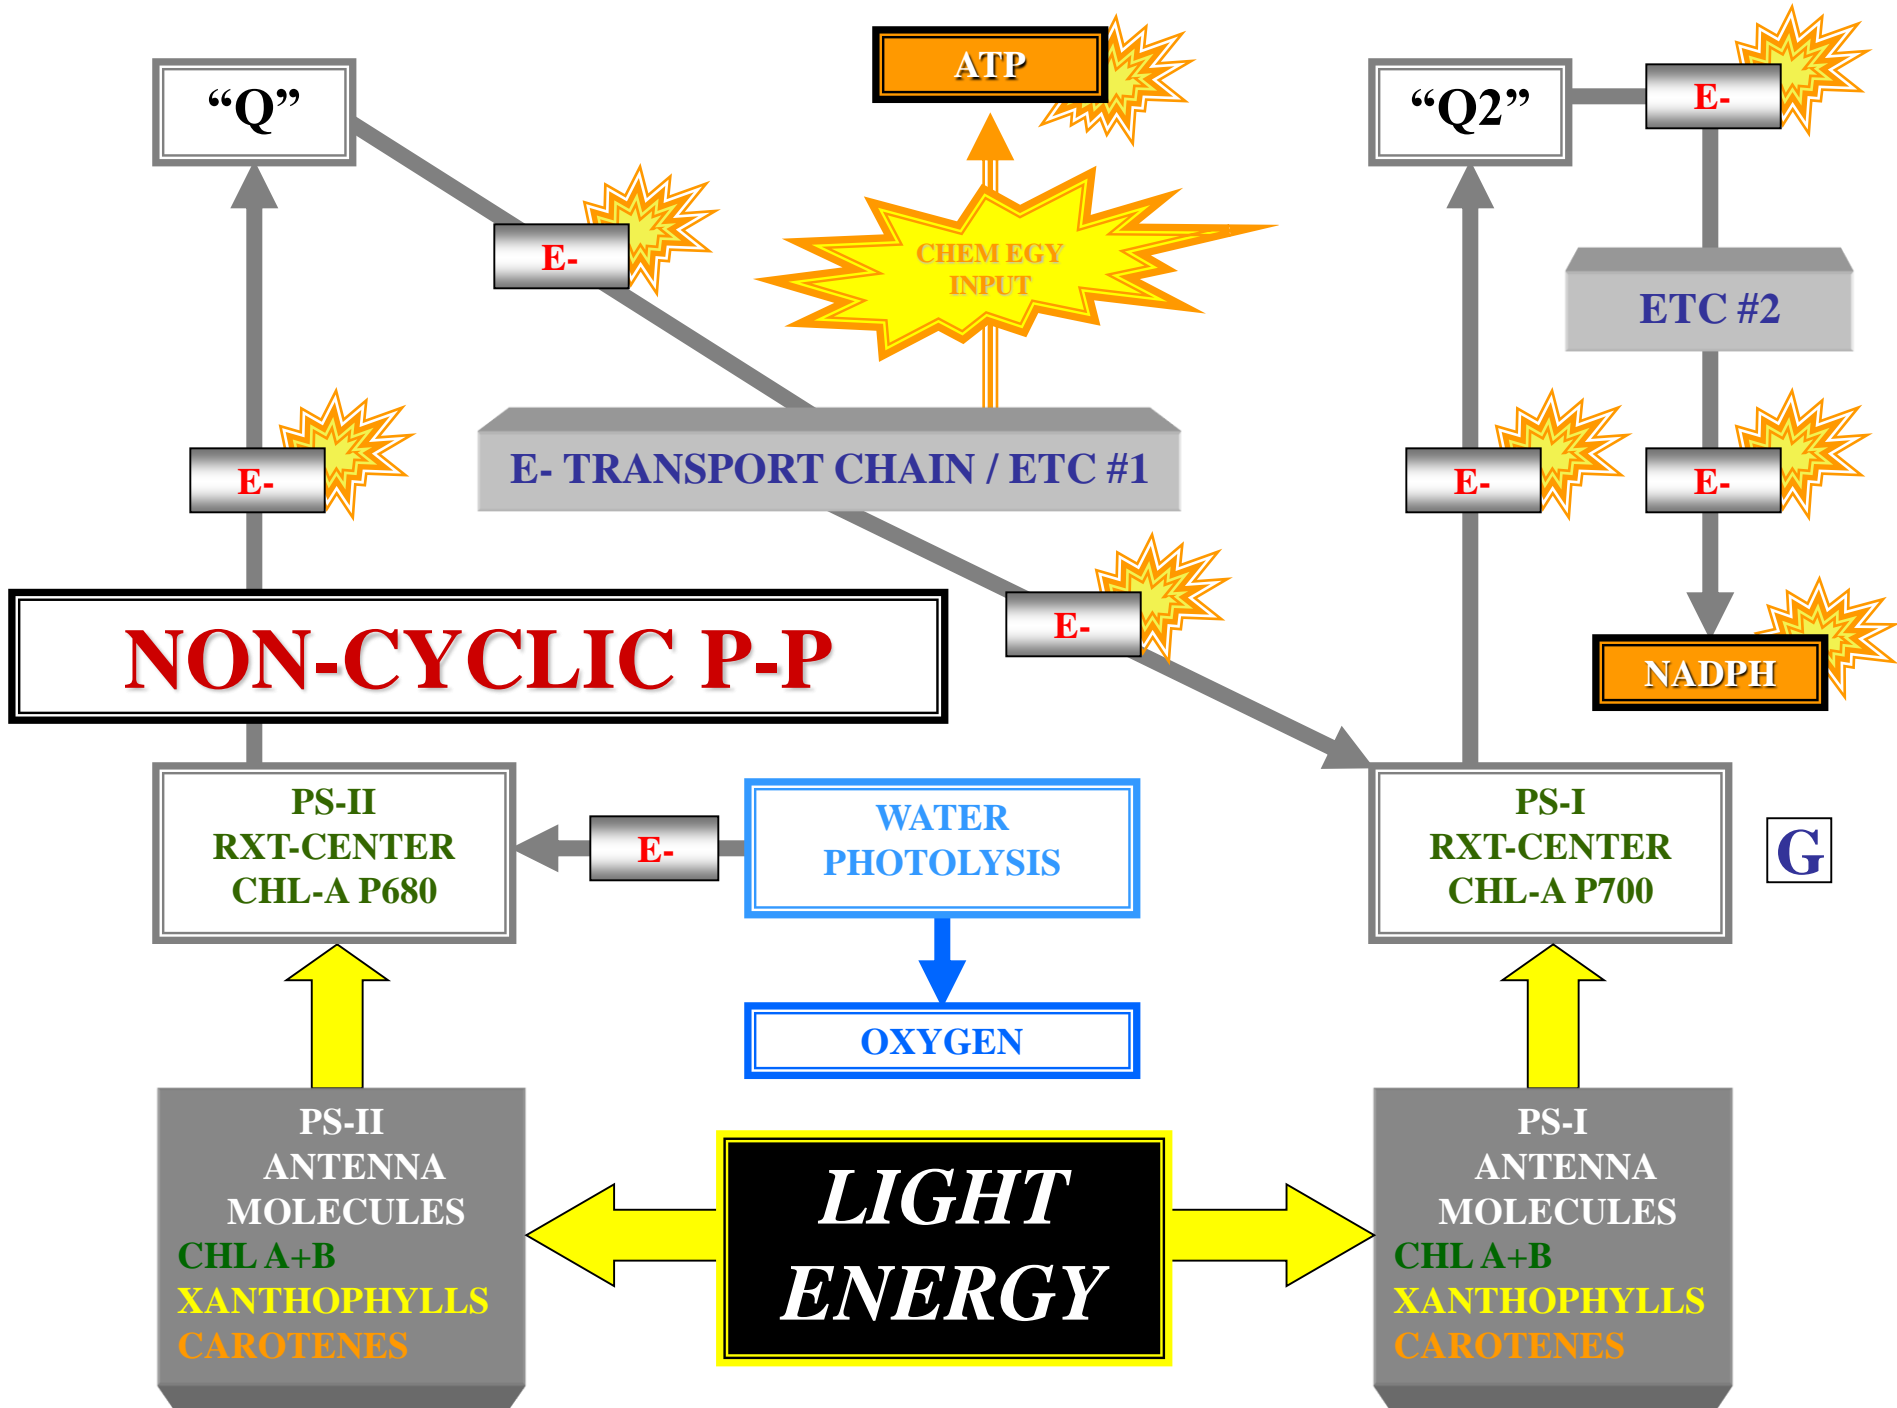 ATP
“Q”
“Q2”
E-
E-
CHEM EGY
INPUT
ETC #2
E- TRANSPORT CHAIN / ETC #1
E-
E-
E-
E-
NON-CYCLIC P-P
NADPH
PS-II
RXT-CENTER
CHL-A P680
E-
WATER
PHOTOLYSIS
PS-I
RXT-CENTER
CHL-A P700
G
OXYGEN
PS-II
ANTENNA
MOLECULES
CHL A+B
XANTHOPHYLLS
CAROTENES
LIGHT
ENERGY
PS-I
ANTENNA
MOLECULES
CHL A+B
XANTHOPHYLLS
CAROTENES